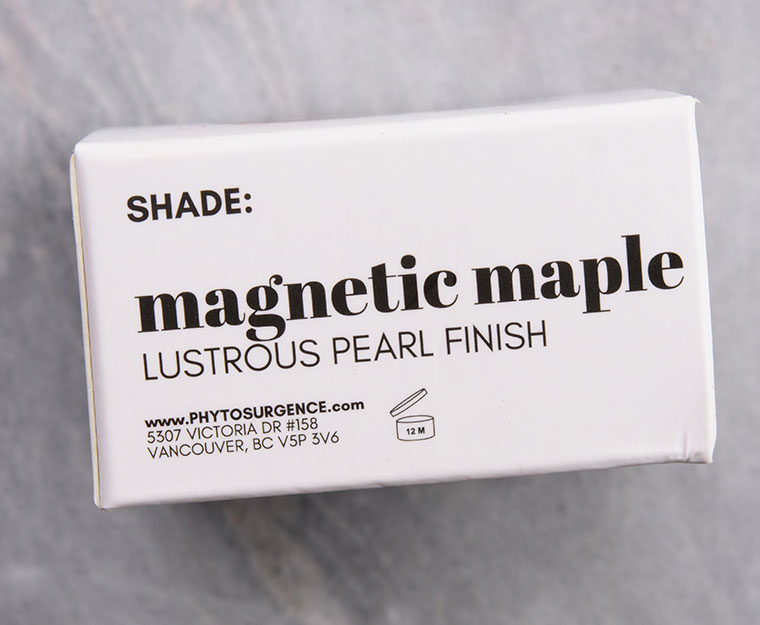 SHADE:
magnetic maple
LUSTROUS PEARL FINISH
www.PHYTOSURGENCE.com
5307 VICTORIA DR #158
VANCOUVER, BC V5P 3V6
12 M